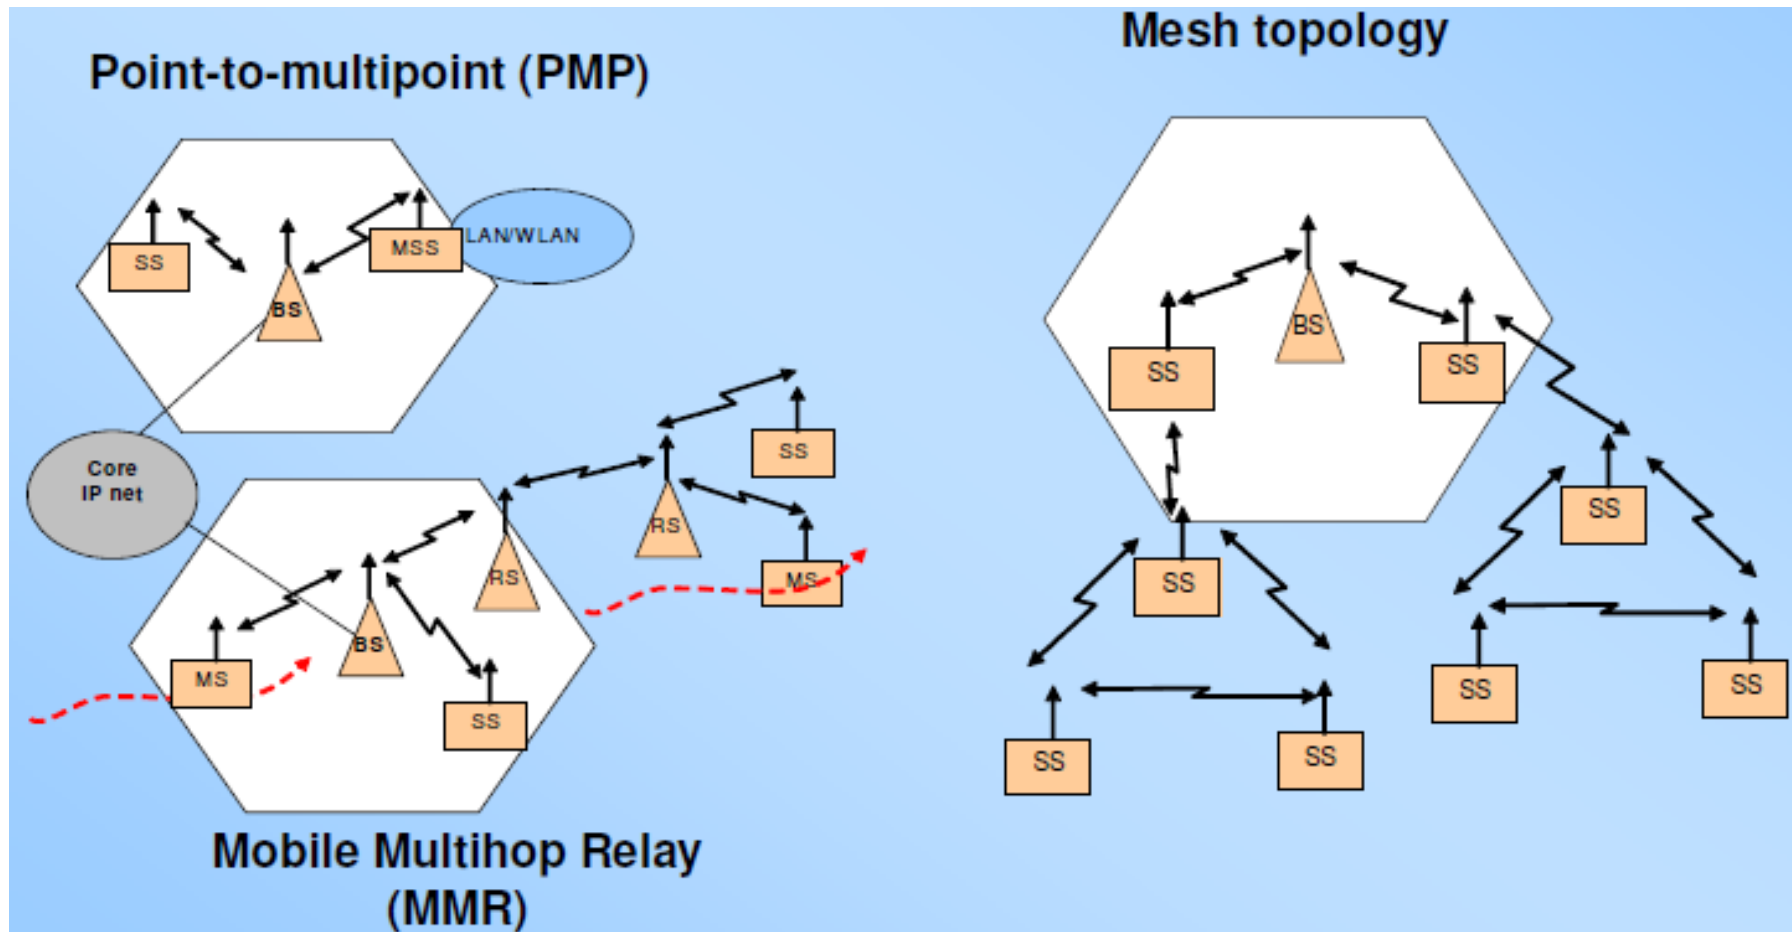 Mesh topology
Point-to-multipoint (PMP)
SS
MSS
LAN/WLAN
BS
Core
IP net
SS
RS
RS
MS
BS
MS
SS
Mobile Multihop Relay
(MMR)
BS
SS
SS
SS
SS
SS
SS
SS
SS